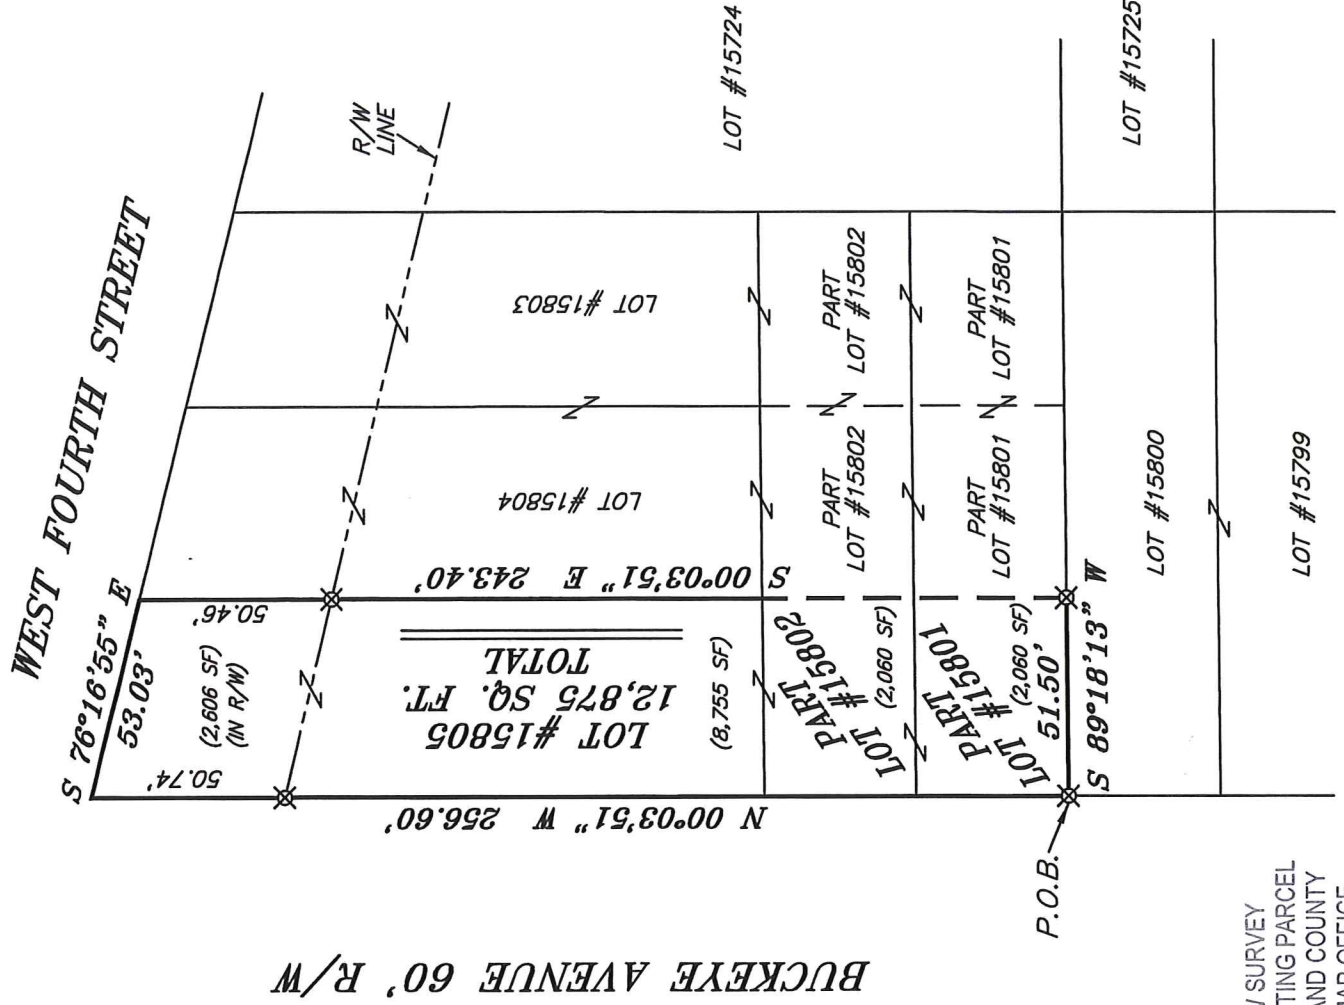 WEST FOURTH STREET
S 76°16'55" E
53.03'
R/W
LINE
LOT #15724
50.74'
(2,606 SF)
(IN R/W)
50.46'
LOT #15803
LOT #15804
N 00°03'51" W 256.60'
LOT #15805
12,875 SQ. FT.
TOTAL
S 00°03'51" E 243.40'
(8,755 SF)
PART
LOT #15802
(2,060 SF)
PART
LOT #15802
PART
LOT #15802
PART
LOT #15801
(2,060 SF)
PART
LOT #15801
PART
LOT #15801
51.50'
S 89°18'13" W
P.O.B.
LOT #15725
LOT #15800
LOT #15799
BUCKEYE AVENUE 60' R/W
SURVEY
PARCEL
COUNTY
OFFICE